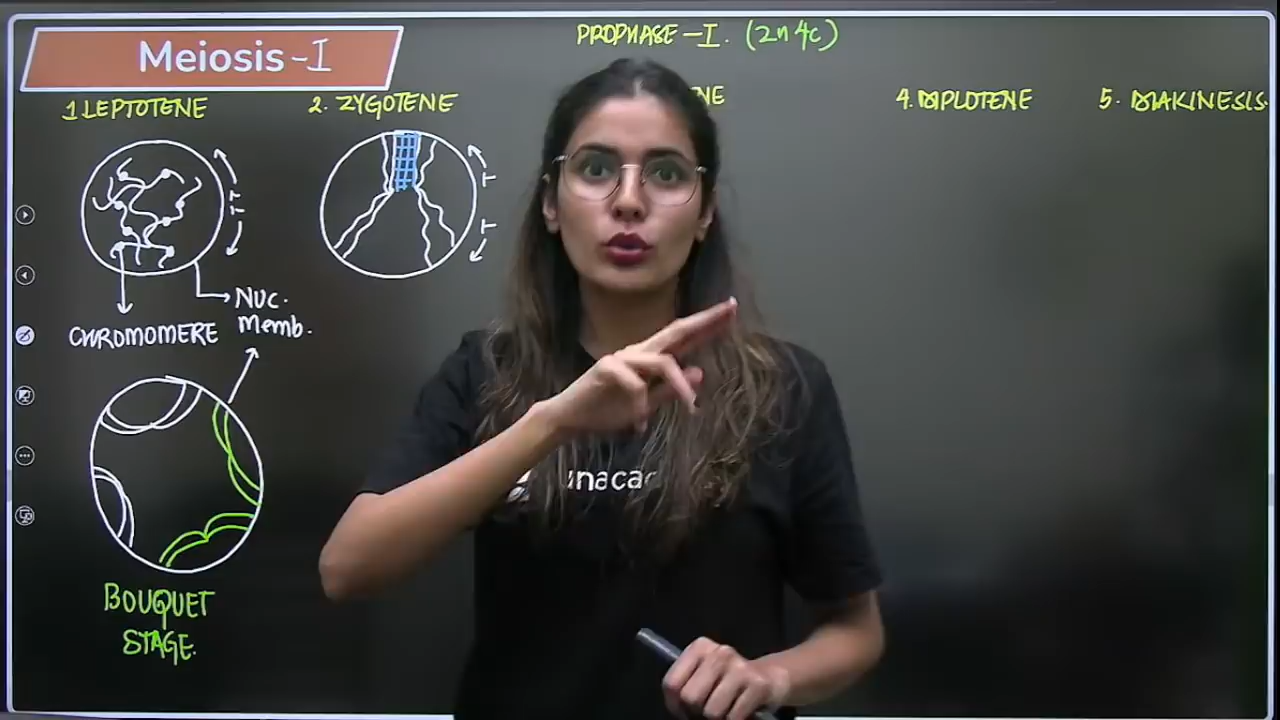 Meiosis -I
PROPHASE -I. (2n 4c)
1. LEPTOTENE
2. ZYGOTENE
NE
4. DIPLOTENE
5. DIAKINESIS.
T
T
T
NUC.
Memb.
CHROMOMERE
BOUQUET
STAGE.
unacad